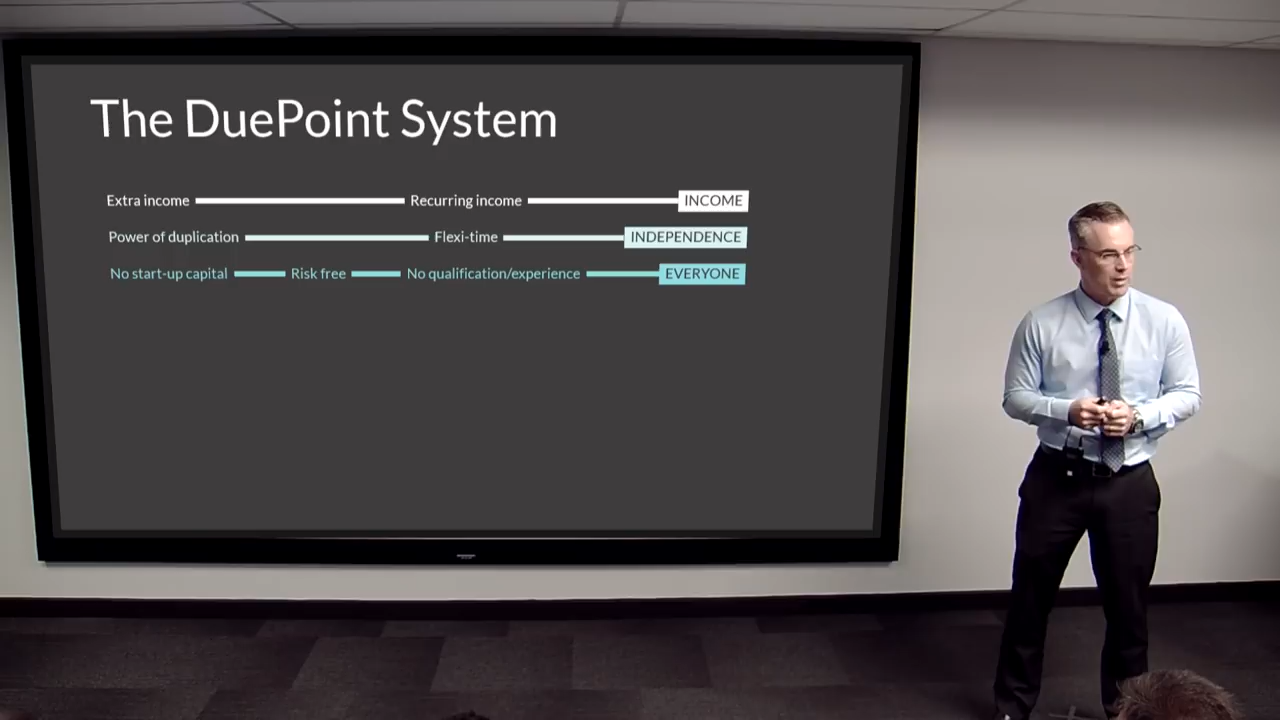 The DuePoint System
Extra income Recurring income INCOME
Power of duplication Flexi-time INDEPENDENCE
No start-up capital Risk free No qualification/experience EVERYONE